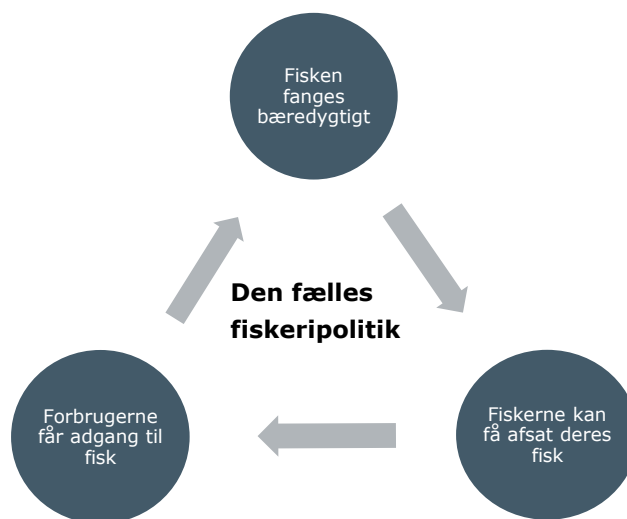 Fisken
fanges
bæredygtigt
Den fælles
fiskeripolitik
Forbrugerne
får adgang til
fisk
Fiskerne kan
få afsat deres
fisk